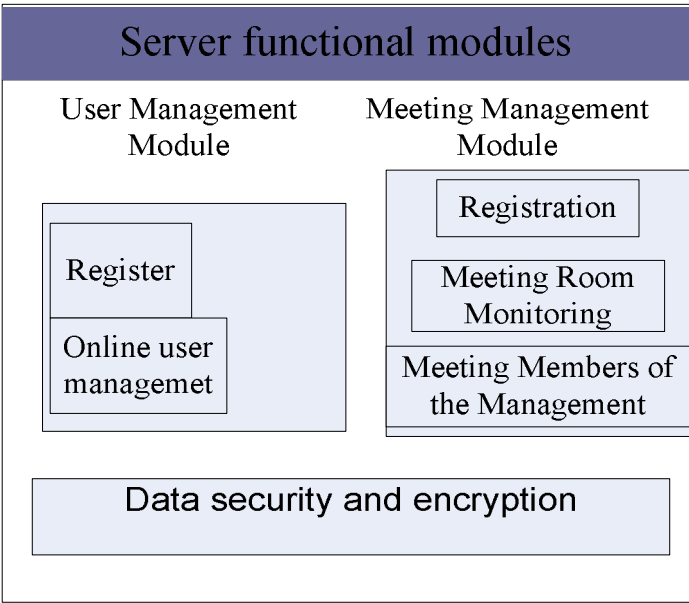 Server functional modules
User Management
Module
Register
Online user
managemet
Meeting Management
Module
Registration
Meeting Room
Monitoring
Meeting Members of
the Management
Data security and encryption